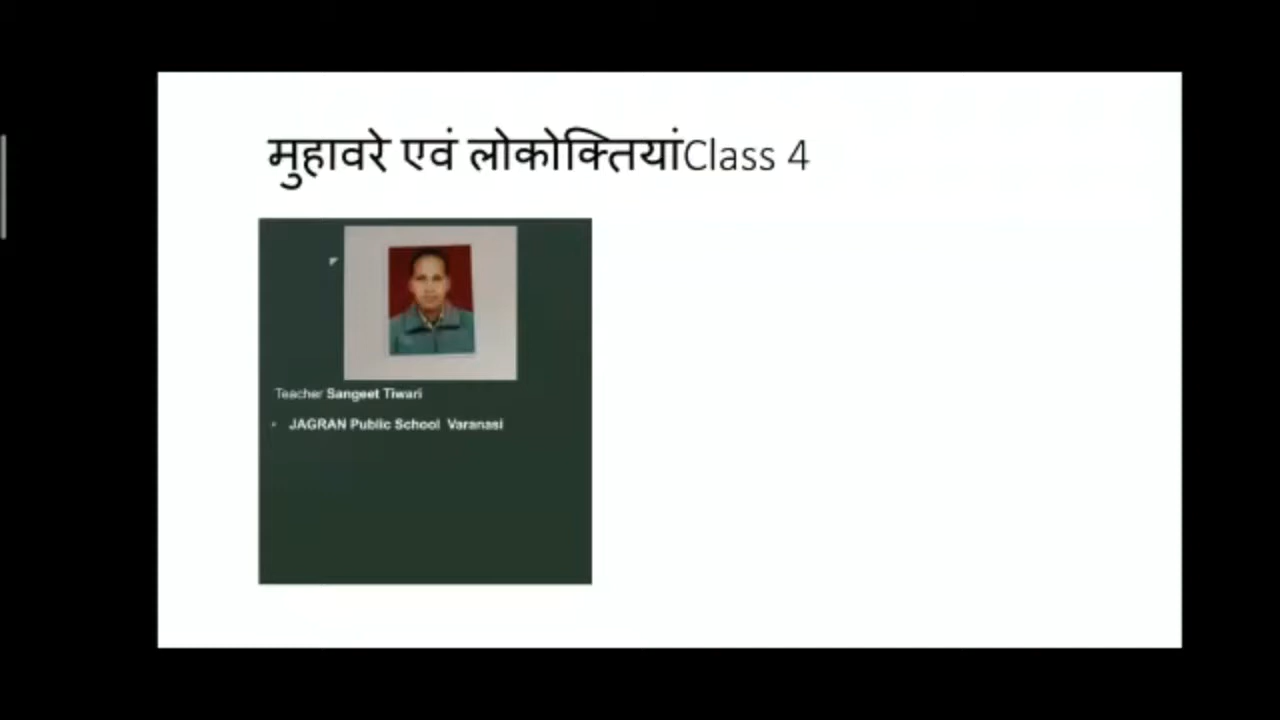 मुहावरे एवं लोकोक्तियांClass 4
Teacher Sangeet Tiwari
• JAGRAN Public School Varanasi